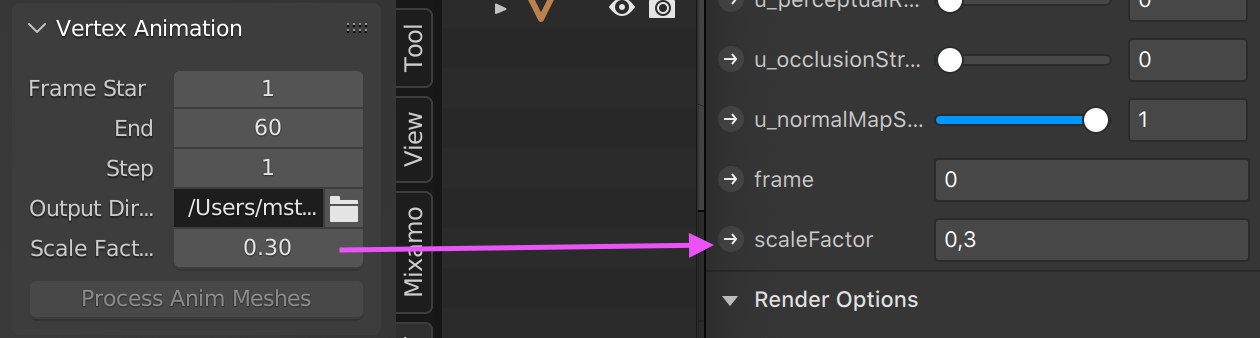 Vertex Animation
Frame Star 1
End 60
Step 1
Output Dir... /Users/mst...
Scale Fact... 0.30
Process Anim Meshes
Tool
View
Mixamo
u_perceptualR... 0
u_occlusionStr... 0
u_normalMapS... 1
frame 0
scaleFactor 0,3
Render Options